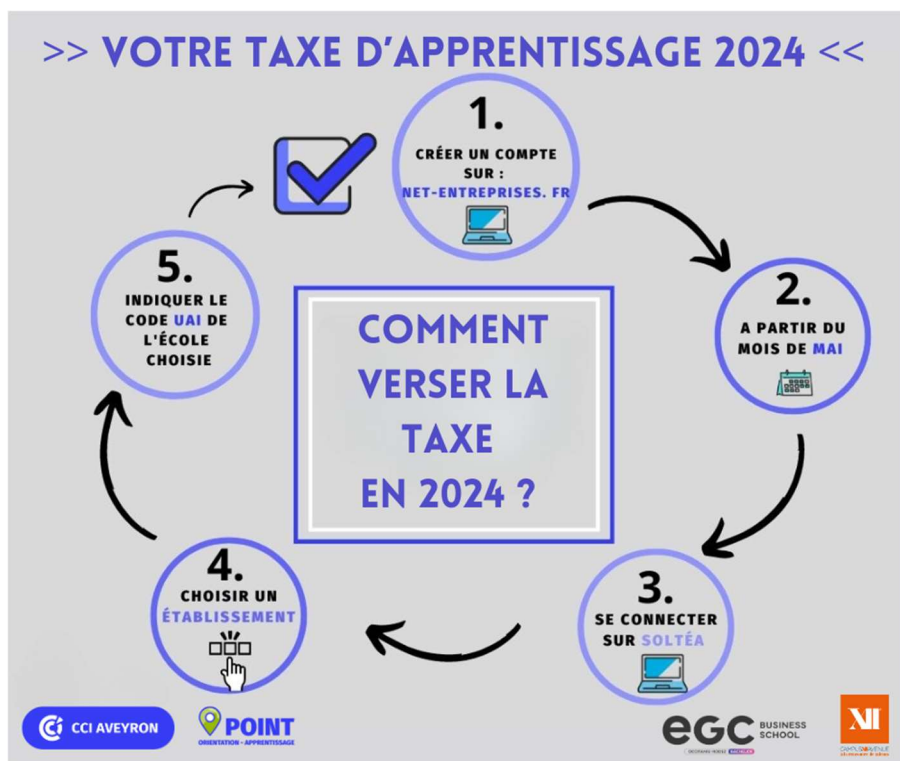 >> VOTRE TAXE D'APPRENTISSAGE 2024 <<
1.
CRÉER UN COMPTE
SUR :
NET-ENTREPRISES. FR
2.
A PARTIR DU
MOIS DE MAI
3.
SE CONNECTER
SUR SOLTÉA
4.
CHOISIR UN
ÉTABLISSEMENT
5.
INDIQUER LE
CODE UAI DE
L'ÉCOLE
CHOISIE
COMMENT
VERSER LA
TAXE
EN 2024 ?
CCI AVEYRON
POINT
ORIENTATION - APPRENTISSAGE
EGC BUSINESS
SCHOOL
XII